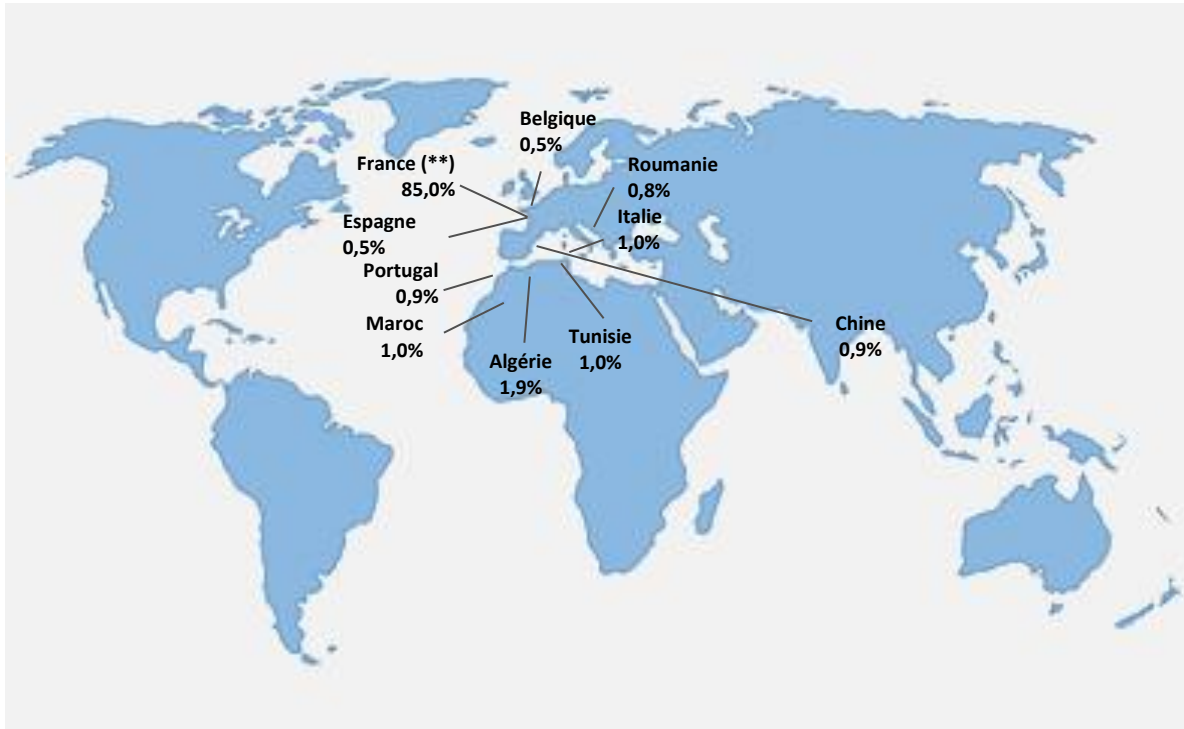 Belgique
0,5%
France (**)
85,0%
Roumanie
0,8%
Espagne
0,5%
Italie
1,0%
Portugal
0,9%
Maroc
1,0%
Algérie
1,9%
Tunisie
1,0%
Chine
0,9%